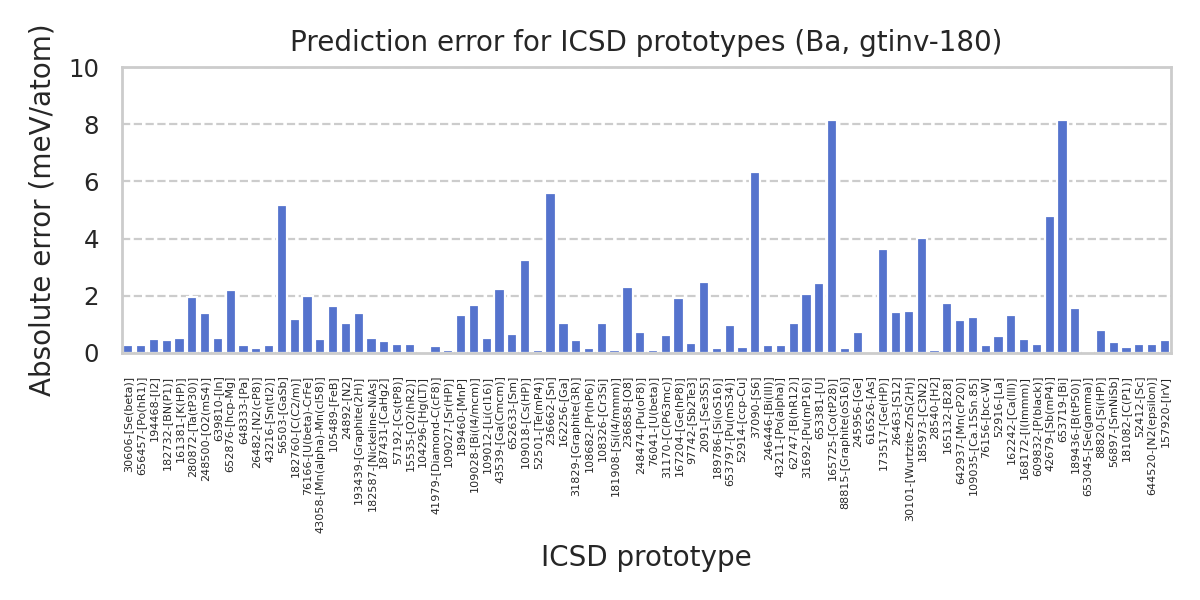 Prediction error for ICSD prototypes (Ba, gtinv-180)
Absolute error (meV/atom)
10
8
6
4
2
0
30606-[Se(beta)]
656457-[Po(hR1)]
194468-[I2]
182732-[BN(P1)]
161381-[K(HP)]
280872-[Ta(tP30)]
248500-[O2(mS4)]
639810-[In]
652876-[hcp-Mg]
648333-[Pa]
26482-[N2(cP8)]
43216-[Sn(tI2)]
56503-[GaSb]
182760-[C(C2/m)]
76166-[U(beta)-CrFe]
43058-[Mn(alpha)-Mn(cI58)]
105489-[FeB]
24892-[N2]
193439-[Graphite(2H)]
182587-[Nickeline-NiAs]
187431-[CaHg2]
57192-[Cs(tP8)]
15535-[O2(hR2)]
104296-[Hg(LT)]
41979-[Diamond-C(cF8)]
109027-[Sr(HP)]
189460-[MnP]
109028-[Bi(I4/mcm)]
109012-[Li(cI16)]
43539-[Ga(Cmcm)]
652633-[Sm]
109018-[Cs(HP)]
52501-[Te(mP4)]
236662-[Sn]
162256-[Ga]
31829-[Graphite(3R)]
108682-[Pr(hP6)]
108326-[Cr3Si]
181908-[Si(I4/mmm)]
236858-[O8]
248474-[Pu(oF8)]
76041-[U(beta)]
31170-[C(P63mc)]
167204-[Ge(hP8)]
97742-[Sb2Te3]
2091-[Se3S5]
189786-[Si(oS16)]
653797-[Pu(mS34)]
52914-[ccp-Cu]
37090-[S6]
246446-[Bi(III)]
43211-[Po(alpha)]
62747-[B(hR12)]
31692-[Pu(mP16)]
653381-[U]
165725-[Co(tP28)]
88815-[Graphite(oS16)]
245956-[Ge]
616526-[As]
173517-[Ge(HP)]
26463-[S12]
30101-[Wurtzite-ZnS(2H)]
185973-[C3N2]
28540-[H2]
165132-[B28]
642937-[Mn(cP20)]
109035-[Ca.15Sn.85]
76156-[bcc-W]
52916-[La]
162242-[Ca(III)]
168172-[I(Immm)]
609832-[P(black)]
42679-[Sb(mP4)]
653719-[Bi]
189436-[B(tP50)]
653045-[Se(gamma)]
88820-[Si(HP)]
56897-[SmNiSb]
181082-[C(P1)]
52412-[Sc]
644520-[N2(epsilon)]
157920-[IrV]
ICSD prototype